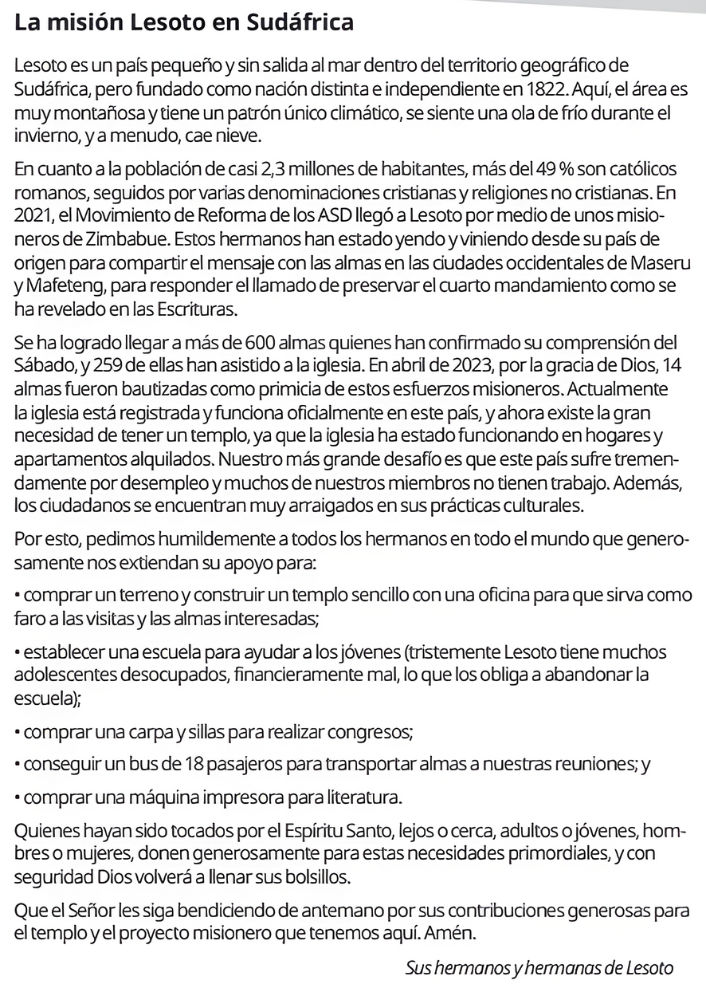 La misión Lesoto en Sudáfrica
Lesoto es un país pequeño y sin salida al mar dentro del territorio geográfico de
Sudáfrica, pero fundado como nación distinta e independiente en 1822. Aquí, el área es
muy montañosa y tiene un patrón único climático, se siente una ola de frío durante el
invierno, y a menudo, cae nieve.
En cuanto a la población de casi 2,3 millones de habitantes, más del 49 % son católicos
romanos, seguidos por varias denominaciones cristianas y religiones no cristianas. En
2021, el Movimiento de Reforma de los ASD llegó a Lesoto por medio de unos misio-
neros de Zimbabue. Estos hermanos han estado yendo y viniendo desde su país de
origen para compartir el mensaje con las almas en las ciudades occidentales de Maseru
y Mafeteng, para responder el llamado de preservar el cuarto mandamiento como se
ha revelado en las Escrituras.
Se ha logrado llegar a más de 600 almas quienes han confirmado su comprensión del
Sábado, y 259 de ellas han asistido a la iglesia. En abril de 2023, por la gracia de Dios, 14
almas fueron bautizadas como primicia de estos esfuerzos misioneros. Actualmente
la iglesia está registrada y funciona oficialmente en este país, y ahora existe la gran
necesidad de tener un templo, ya que la iglesia ha estado funcionando en hogares y
apartamentos alquilados. Nuestro más grande desafío es que este país sufre tremen-
damente por desempleo y muchos de nuestros miembros no tienen trabajo. Además,
los ciudadanos se encuentran muy arraigados en sus prácticas culturales.
Por esto, pedimos humildemente a todos los hermanos en todo el mundo que genero-
samente nos extiendan su apoyo para:
• comprar un terreno y construir un templo sencillo con una oficina para que sirva como
faro a las visitas y las almas interesadas;
• establecer una escuela para ayudar a los jóvenes (tristemente Lesoto tiene muchos
adolescentes desocupados, financieramente mal, lo que los obliga a abandonar la
escuela);
• comprar una carpa y sillas para realizar congresos;
• conseguir un bus de 18 pasajeros para transportar almas a nuestras reuniones; y
• comprar una máquina impresora para literatura.
Quienes hayan sido tocados por el Espíritu Santo, lejos o cerca, adultos o jóvenes, hom-
bres o mujeres, donen generosamente para estas necesidades primordiales, y con
seguridad Dios volverá a llenar sus bolsillos.
Que el Señor les siga bendiciendo de antemano por sus contribuciones generosas para
el templo y el proyecto misionero que tenemos aquí. Amén.
Sus hermanos y hermanas de Lesoto